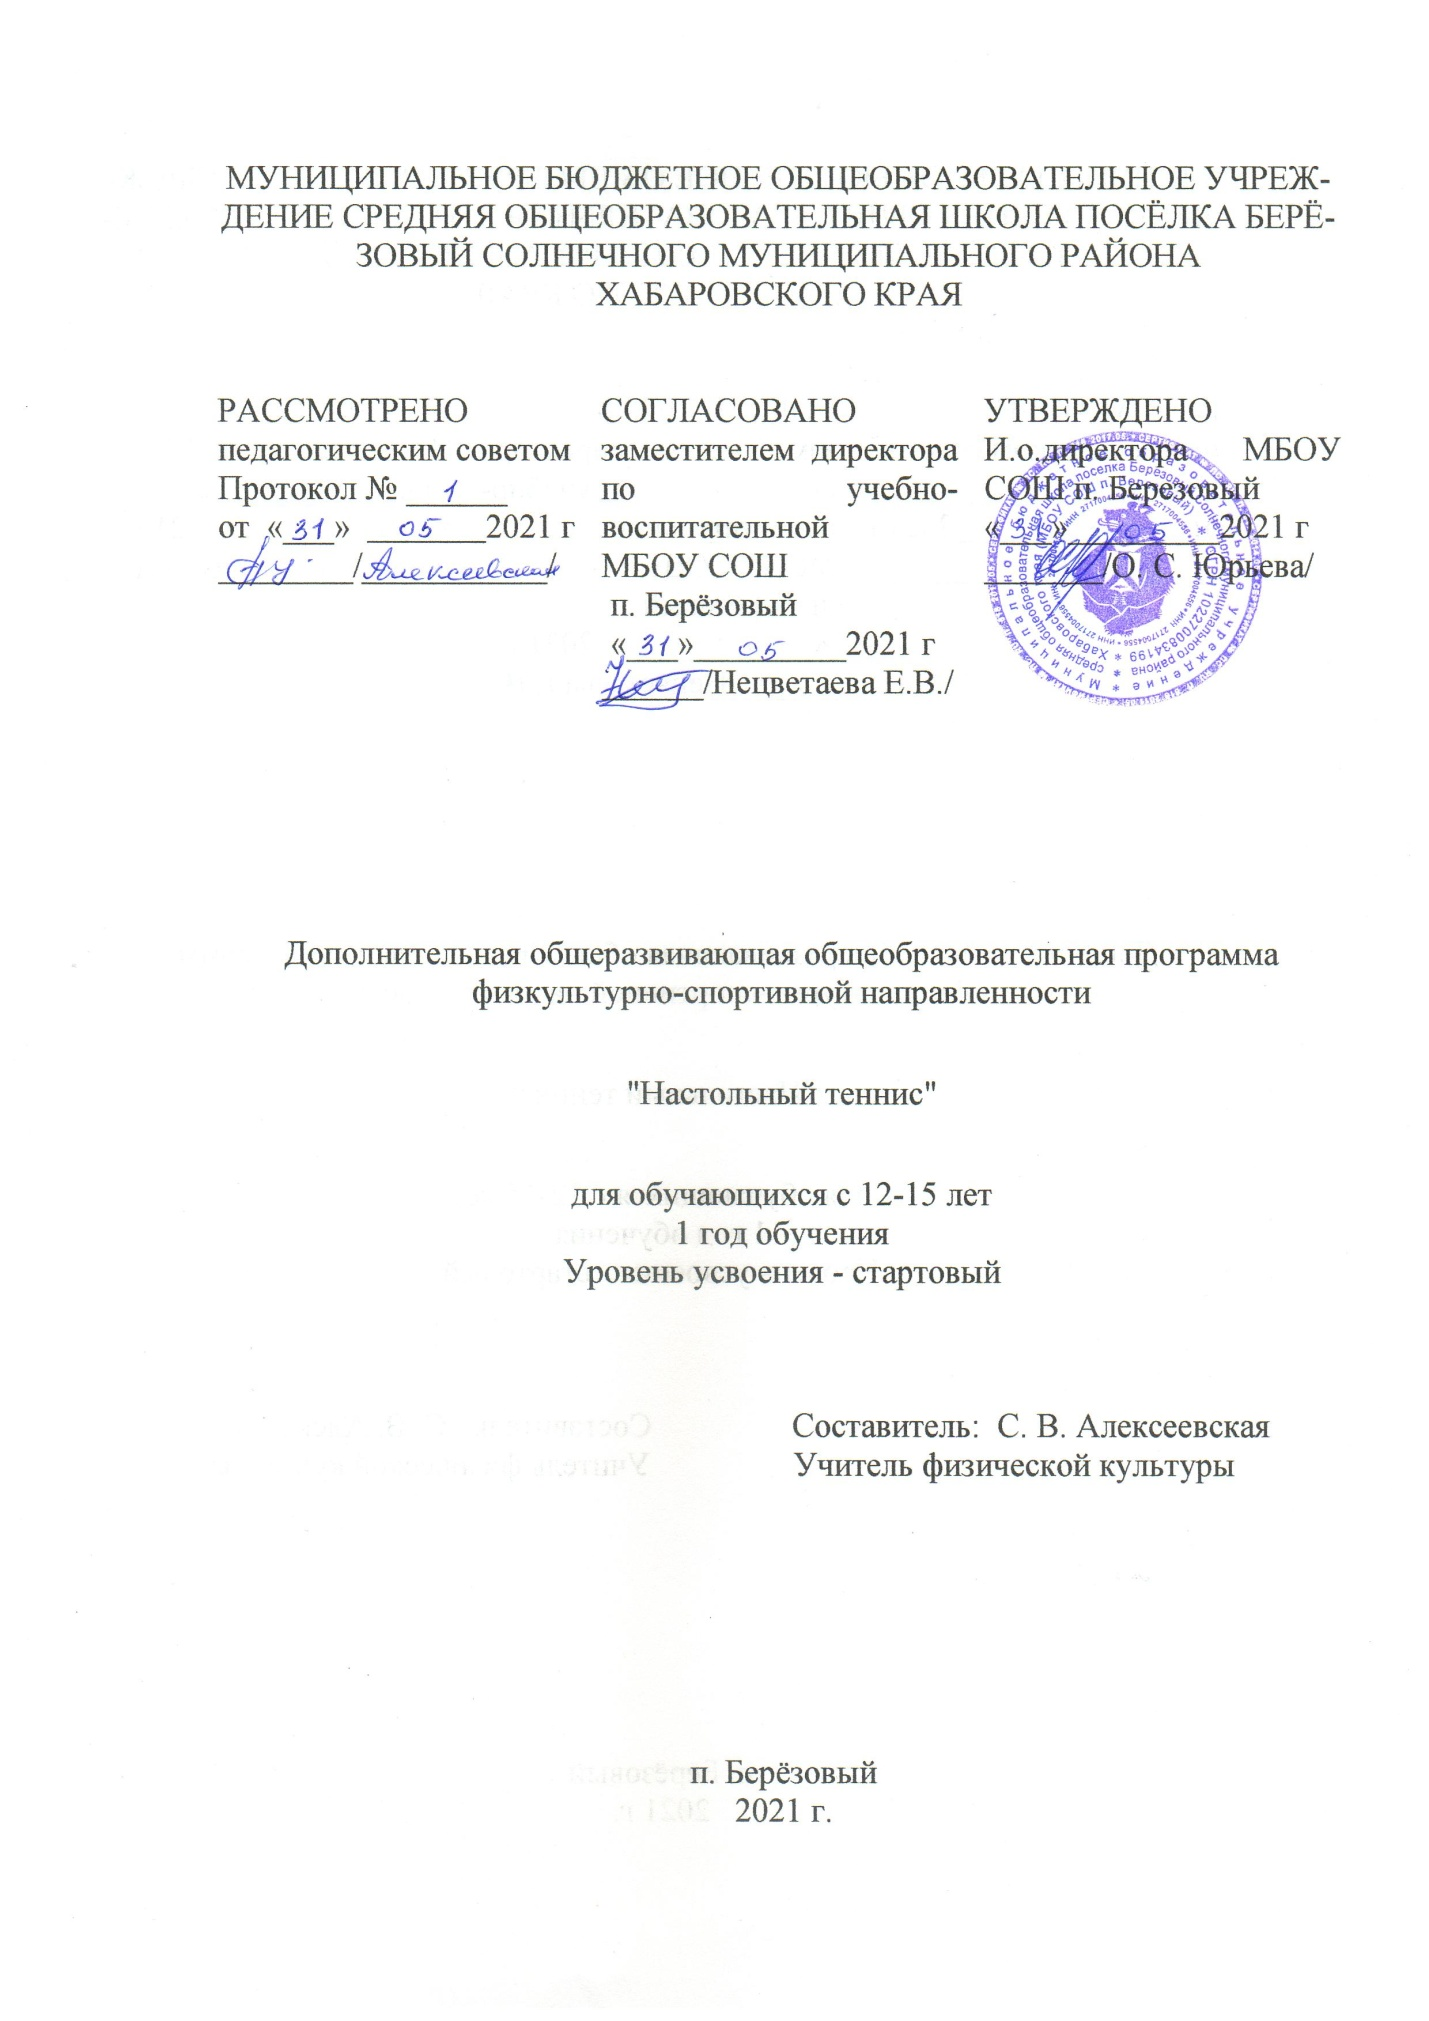 МУНИЦИПАЛЬНОЕ БЮДЖЕТНОЕ ОБЩЕОБРАЗОВАТЕЛЬНОЕ УЧРЕЖ-
ДЕНИЕ СРЕДНЯЯ ОБЩЕОБРАЗОВАТЕЛЬНАЯ ШКОЛА ПОСЁЛКА БЕРЁ-
ЗОВЫЙ СОЛНЕЧНОГО МУНИЦИПАЛЬНОГО РАЙОНА
ХАБАРОВСКОГО КРАЯ
РАССМОТРЕНО
педагогическим советом
Протокол № 1
от «31» 05 2021 г
/Алексеевская/
СОГЛАСОВАНО
заместителем директора
по учебно-
воспитательной
МБОУ СОШ
п. Берёзовый
«31» 05 2021 г
/Нецветаева Е.В./
УТВЕРЖДЕНО
И.о.директора МБОУ
СОШ п. Березовый
«31» 05 2021 г
/О. С. Юрьева/
Дополнительная общеразвивающая общеобразовательная программа
физкультурно-спортивной направленности
"Настольный теннис"
для обучающихся с 12-15 лет
1 год обучения
Уровень усвоения - стартовый
Составитель: С. В. Алексеевская
Учитель физической культуры
п. Берёзовый
2021 г.